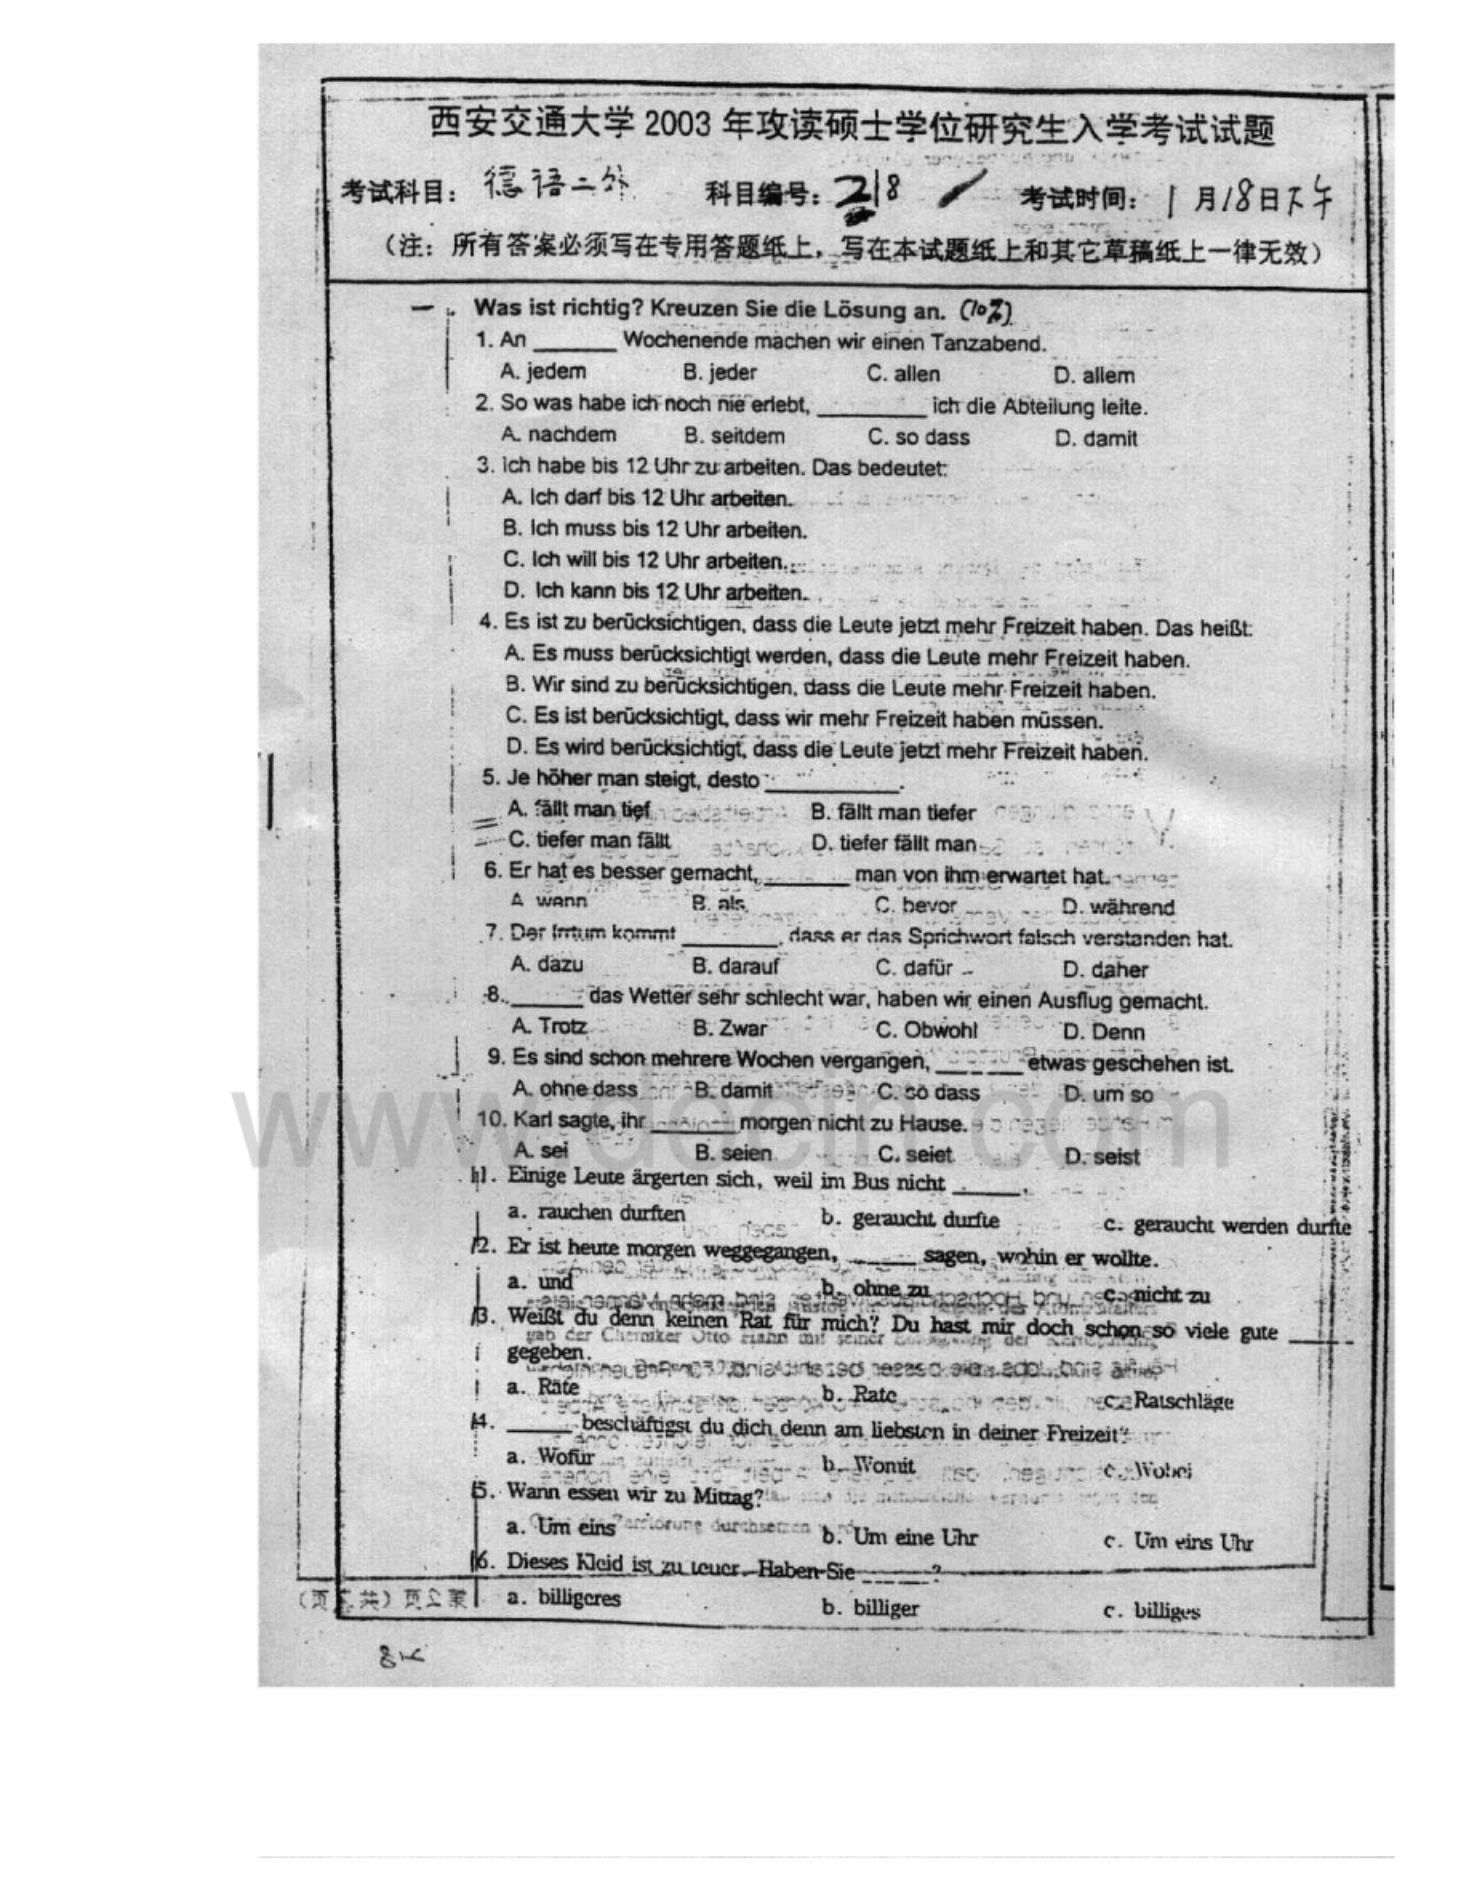 西安交通大学 2003 年攻读硕士学位研究生入学考试试题
考试科目: 德语二外 科目编号: 218 考试时间: 1 月 18 日下午
(注: 所有答案必须写在专用答题纸上, 写在本试题纸上和其它草稿纸上一律无效)
一. Was ist richtig? Kreuzen Sie die Lösung an. (10%)
1. An _______ Wochenende machen wir einen Tanzabend.
A. jedem B. jeder C. allen D. allem
2. So was habe ich noch nie erlebt, _________ ich die Abteilung leite.
A. nachdem B. seitdem C. so dass D. damit
3. Ich habe bis 12 Uhr zu arbeiten. Das bedeutet:
A. Ich darf bis 12 Uhr arbeiten.
B. Ich muss bis 12 Uhr arbeiten.
C. Ich will bis 12 Uhr arbeiten.
D. Ich kann bis 12 Uhr arbeiten.
4. Es ist zu berücksichtigen, dass die Leute jetzt mehr Freizeit haben. Das heißt:
A. Es muss berücksichtigt werden, dass die Leute mehr Freizeit haben.
B. Wir sind zu berücksichtigen, dass die Leute mehr Freizeit haben.
C. Es ist berücksichtigt, dass wir mehr Freizeit haben müssen.
D. Es wird berücksichtigt, dass die Leute jetzt mehr Freizeit haben.
5. Je höher man steigt, desto ___________.
A. fällt man tief B. fällt man tiefer
C. tiefer man fällt D. tiefer fällt man
6. Er hat es besser gemacht, _______ man von ihm erwartet hat.
A. wenn B. als C. bevor D. während
7. Der Irrtum kommt ________, dass er das Sprichwort falsch verstanden hat.
A. dazu B. darauf C. dafür D. daher
8. ______ das Wetter sehr schlecht war, haben wir einen Ausflug gemacht.
A. Trotz B. Zwar C. Obwohl D. Denn
9. Es sind schon mehrere Wochen vergangen, _______ etwas geschehen ist.
A. ohne dass B. damit C. so dass D. um so
10. Karl sagte, ihr _______ morgen nicht zu Hause.
A. sei B. seien C. seiet D. seist
11. Einige Leute ärgerten sich, weil im Bus nicht ______.
a. rauchen durften b. geraucht durfte c. geraucht werden durfte
12. Er ist heute morgen weggegangen, ______ sagen, wohin er wollte.
a. und b. ohne zu c. nicht zu
13. Weißt du denn keinen Rat für mich? Du hast mir doch schon so viele gute ______
gegeben.
a. Räte b. Rate c. Ratschläge
14. ______ beschäftigst du dich denn am liebsten in deiner Freizeit?
a. Wofür b. Womit c. Wobei
15. Wann essen wir zu Mittag?
a. Um eins b. Um eine Uhr c. Um eins Uhr
16. Dieses Kleid ist zu teuer. Haben Sie ______?
a. billigeres b. billiger c. billiges
www.docin.com